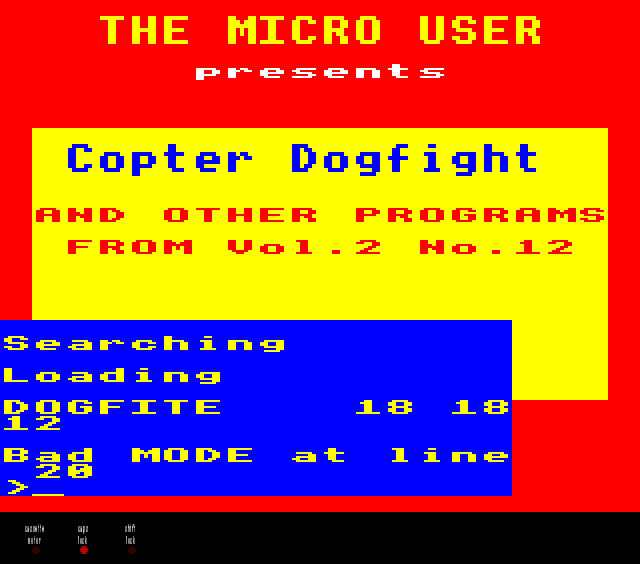 THE MICRO USER
presents
Copter Dogfight
AND OTHER PROGRAMS
FROM Vol.2 No.12
Searching
Loading
DOGFITE    18 18
12
Bad MODE at line
20
>_
cassette motor
caps lock
shift lock